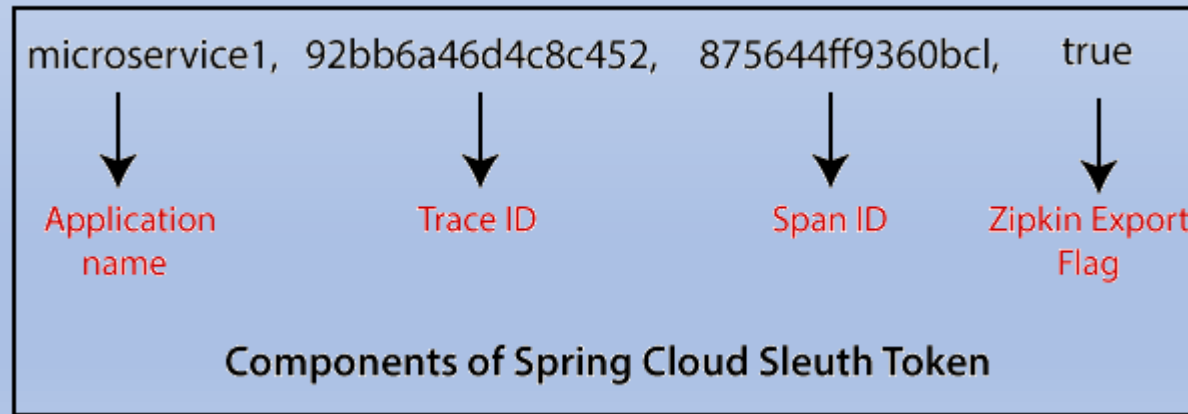 microservice1, 92bb6a46d4c8c452, 875644ff9360bcl, true
Application name
Trace ID
Span ID
Zipkin Export Flag
Components of Spring Cloud Sleuth Token